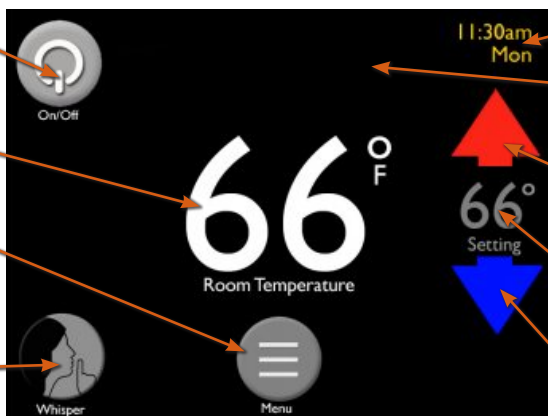 11:30am
Mon
On/Off
66°F
Room Temperature
66°
Setting
Whisper
Menu